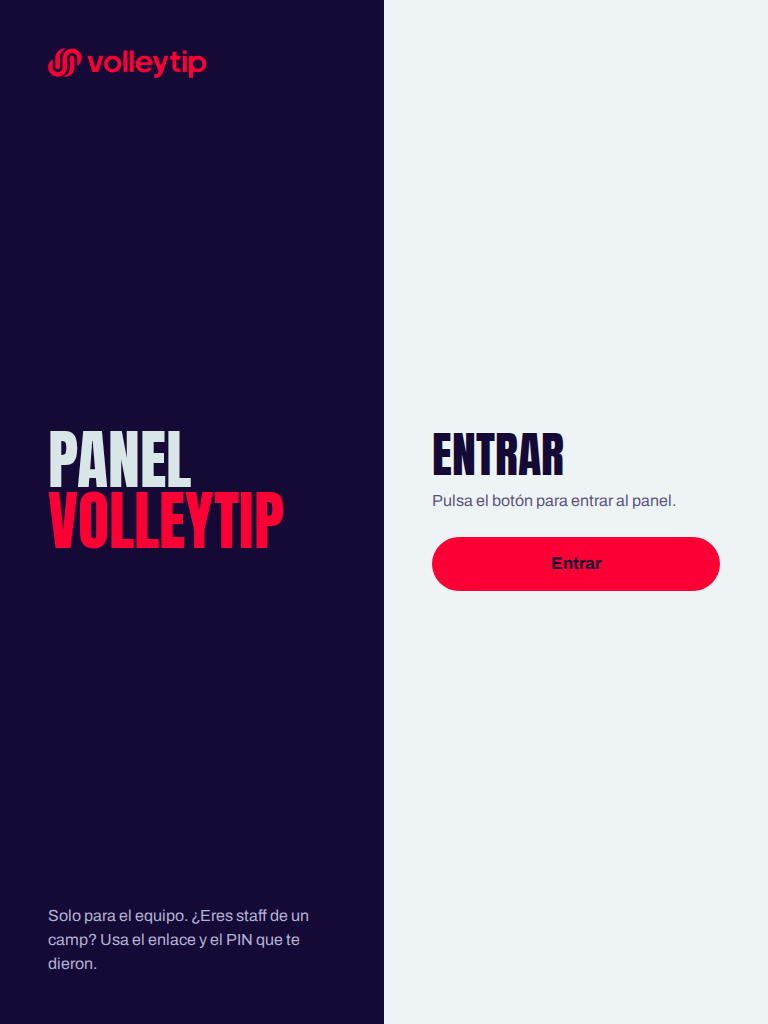 volleytip
PANEL
VOLLEYTIP
Solo para el equipo. ¿Eres staff de un
camp? Usa el enlace y el PIN que te
dieron.
ENTRAR
Pulsa el botón para entrar al panel.
Entrar